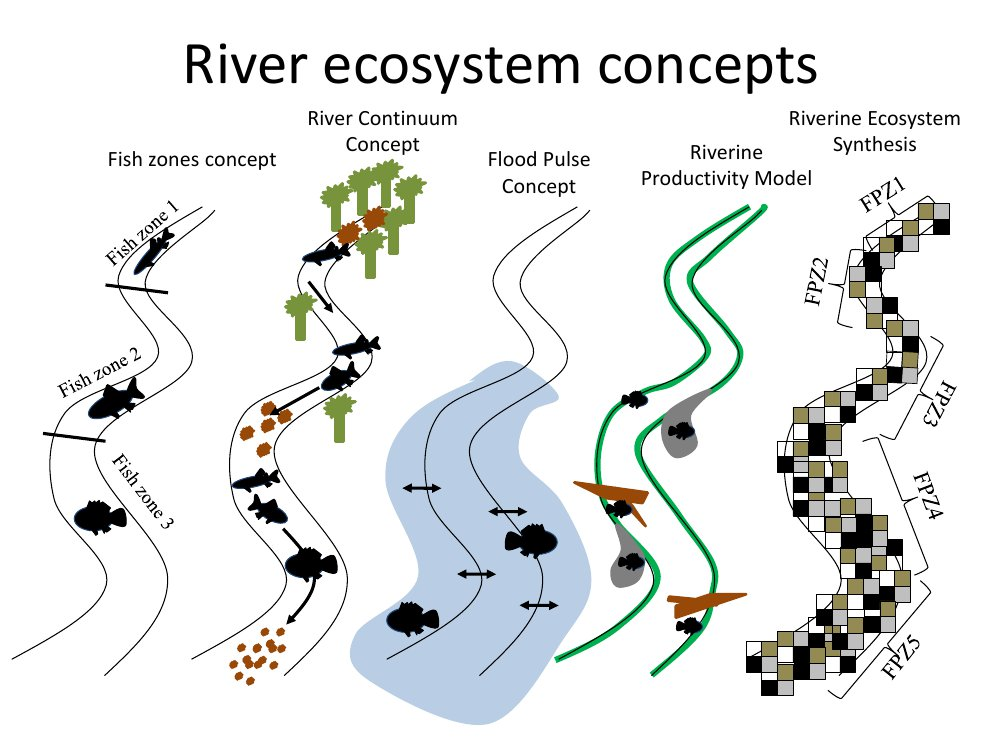 River ecosystem concepts
Fish zones concept
River Continuum
Concept
Flood Pulse
Concept
Riverine
Productivity Model
Riverine Ecosystem
Synthesis
Fish zone 1
Fish zone 2
Fish zone 3
FPZ1
FPZ2
FPZ3
FPZ4
FPZ5